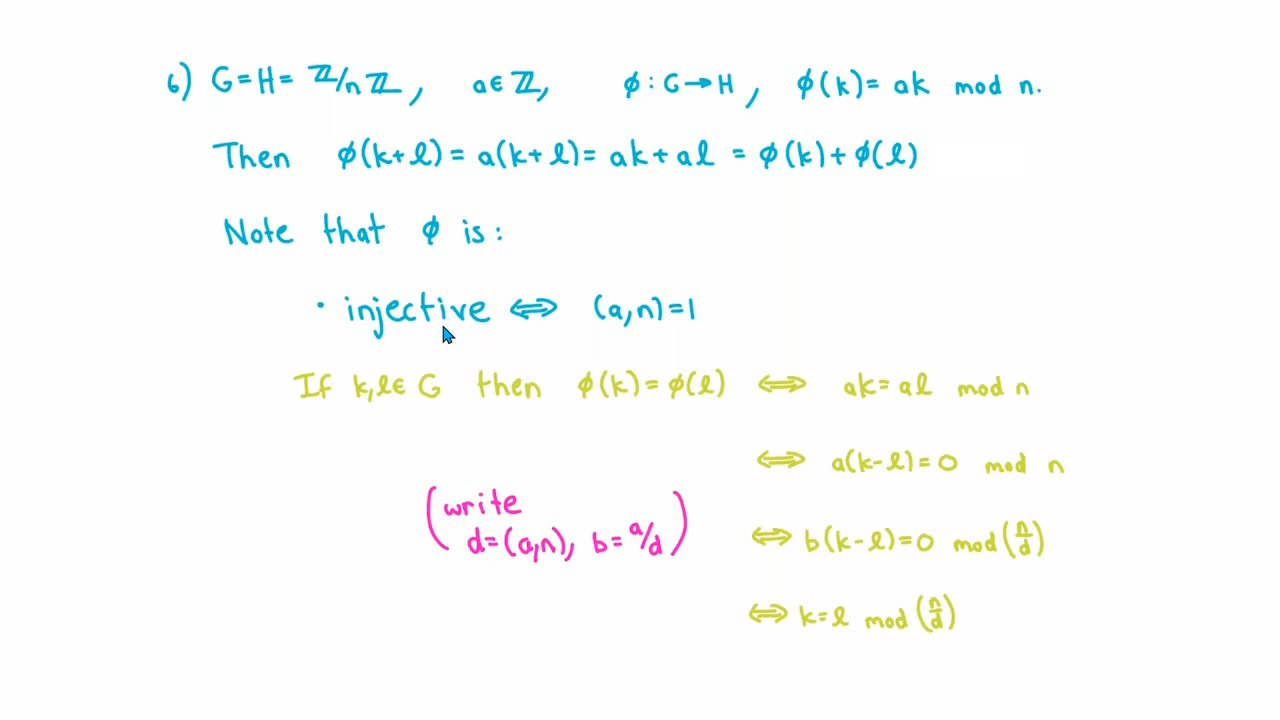 6) G=H= ℤ/nℤ, a∈ℤ, ϕ:G→H, ϕ(k)= ak mod n.
Then ϕ(k+ℓ)= a(k+ℓ)= ak+aℓ = ϕ(k)+ϕ(ℓ)
Note that ϕ is:
• injective ⟺ (a,n)=1
If k,ℓ∈G then ϕ(k)=ϕ(ℓ) ⟺ ak=aℓ mod n
⟺ a(k-ℓ)=0 mod n
(write
d=(a,n), b=a/d) ⟺ b(k-ℓ)=0 mod (n/d)
⟺ k=ℓ mod (n/d)